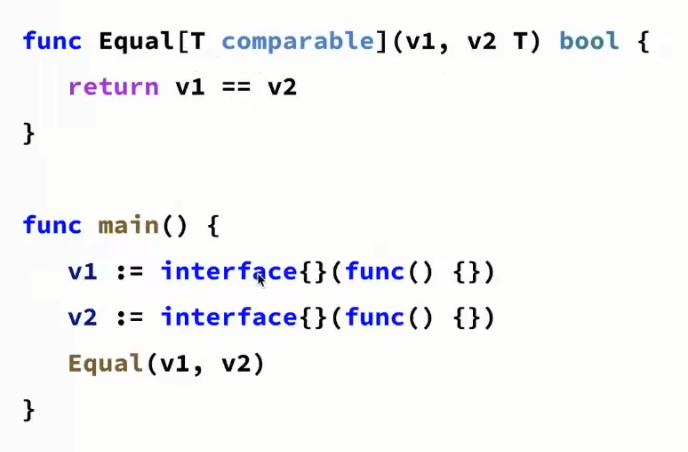 func Equal[T comparable](v1, v2 T) bool {
return v1 == v2
}
func main() {
v1 := interface{}(func() {})
v2 := interface{}(func() {})
Equal(v1, v2)
}